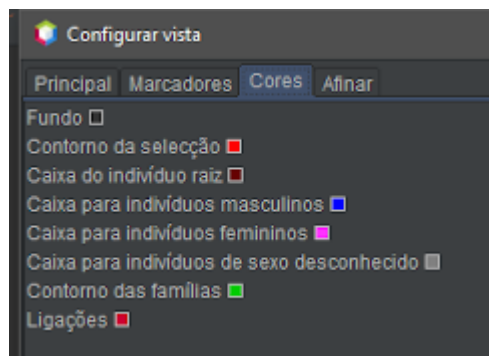 Configurar vista
Principal Marcadores Cores Afinar
Fundo
Contorno da selecção
Caixa do indivíduo raiz
Caixa para indivíduos masculinos
Caixa para indivíduos femininos
Caixa para indivíduos de sexo desconhecido
Contorno das famílias
Ligações